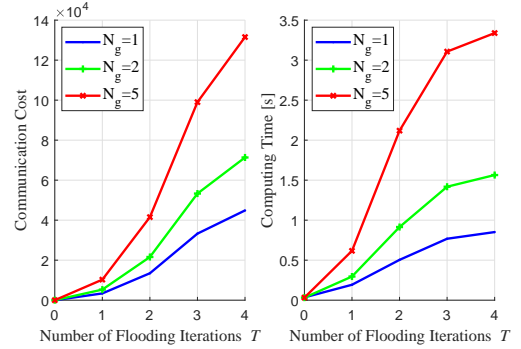 ×10⁴
14
12
10
8
6
4
2
0
Communication Cost
N_g=1
N_g=2
N_g=5
0 1 2 3 4
Number of Flooding Iterations T
3.5
3
2.5
2
1.5
1
0.5
0
Computing Time [s]
N_g=1
N_g=2
N_g=5
0 1 2 3 4
Number of Flooding Iterations T